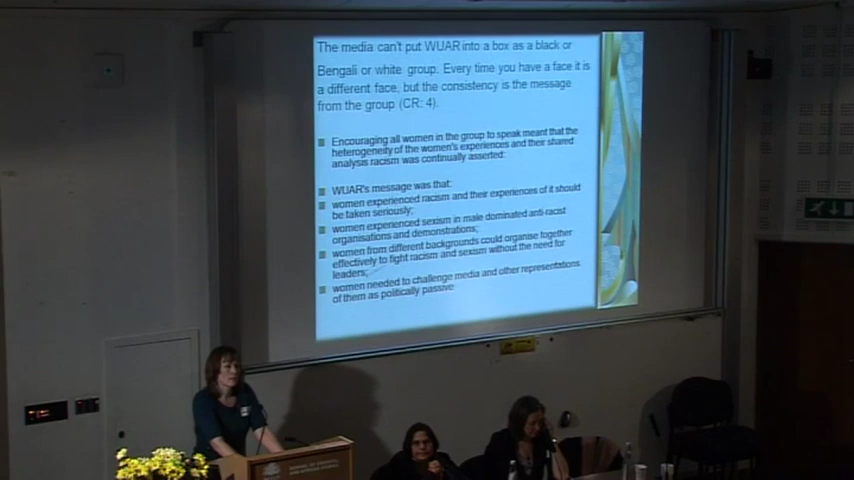 The media can't put WUAR into a box as a black or
Bengali or white group. Every time you have a face it is
a different face, but the consistency is the message
from the group (CR: 4).
Encouraging all women in the group to speak meant that the
heterogeneity of the women's experiences and their shared
analysis racism was continually asserted:
WUAR's message was that:
women experienced racism and their experiences of it should
be taken seriously;
women experienced sexism in male dominated anti-racist
organisations and demonstrations;
women from different backgrounds could organise together
effectively to fight racism and sexism without the need for
leaders;
women needed to challenge media and other representations
of them as politically passive
SCHOOL OF ORIENTAL
AND AFRICAN STUDIES